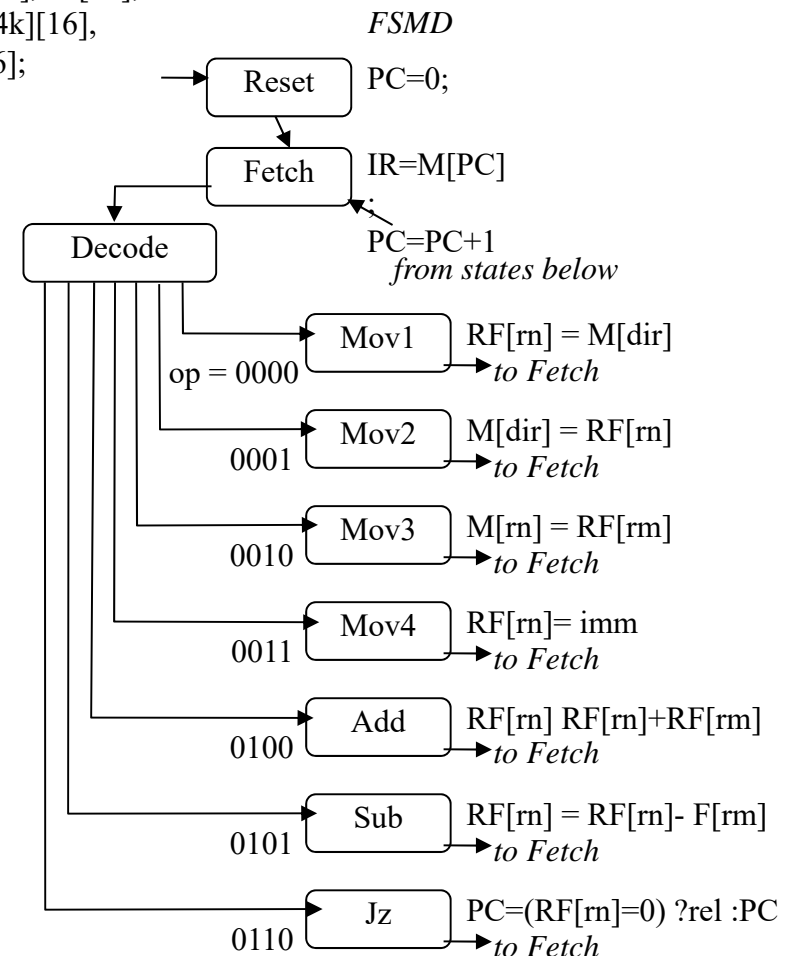 4k][16],
FSMD
6];
Reset
PC=0;
Fetch
IR=M[PC]
;
Decode
PC=PC+1
from states below
Mov1
RF[rn] = M[dir]
op = 0000
to Fetch
Mov2
M[dir] = RF[rn]
0001
to Fetch
Mov3
M[rn] = RF[rm]
0010
to Fetch
Mov4
RF[rn]= imm
0011
to Fetch
Add
RF[rn] RF[rn]+RF[rm]
0100
to Fetch
Sub
RF[rn] = RF[rn]- F[rm]
0101
to Fetch
Jz
PC=(RF[rn]=0) ?rel :PC
0110
to Fetch